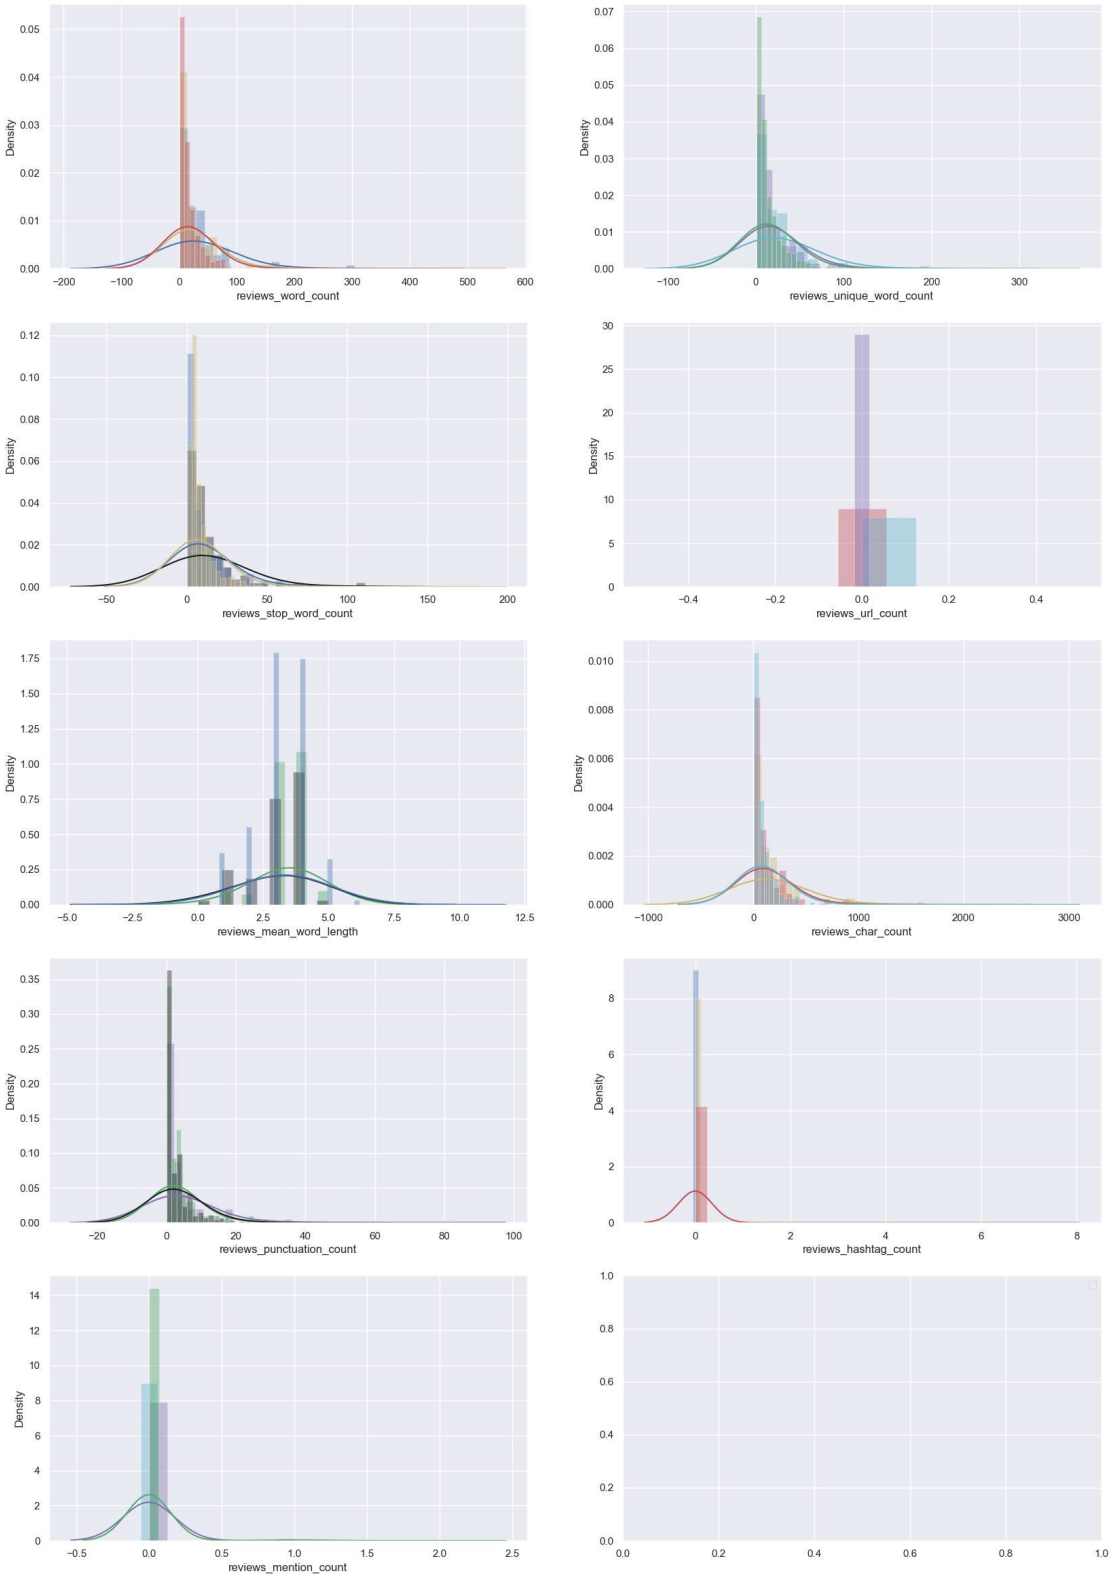 0.05
0.04
0.03
0.02
0.01
0.00
Density
−200 −100 0 100 200 300 400 500 600
reviews_word_count
0.07
0.06
0.05
0.04
0.03
0.02
0.01
0.00
Density
−100 0 100 200 300
reviews_unique_word_count
0.12
0.10
0.08
0.06
0.04
0.02
0.00
Density
−50 0 50 100 150 200
reviews_stop_word_count
30
25
20
15
10
5
0
Density
−0.4 −0.2 0.0 0.2 0.4
reviews_url_count
1.75
1.50
1.25
1.00
0.75
0.50
0.25
0.00
Density
−5.0 −2.5 0.0 2.5 5.0 7.5 10.0 12.5
reviews_mean_word_length
0.010
0.008
0.006
0.004
0.002
0.000
Density
−1000 0 1000 2000 3000
reviews_char_count
0.35
0.30
0.25
0.20
0.15
0.10
0.05
0.00
Density
−20 0 20 40 60 80 100
reviews_punctuation_count
8
6
4
2
0
Density
0 2 4 6 8
reviews_hashtag_count
14
12
10
8
6
4
2
0
Density
−0.5 0.0 0.5 1.0 1.5 2.0 2.5
reviews_mention_count
1.0
0.8
0.6
0.4
0.2
0.0
0.0 0.2 0.4 0.6 0.8 1.0